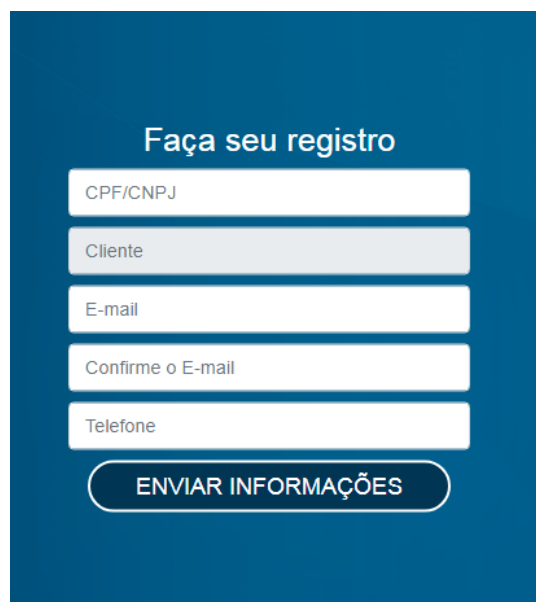 Faça seu registro
CPF/CNPJ
Cliente
E-mail
Confirme o E-mail
Telefone
ENVIAR INFORMAÇÕES